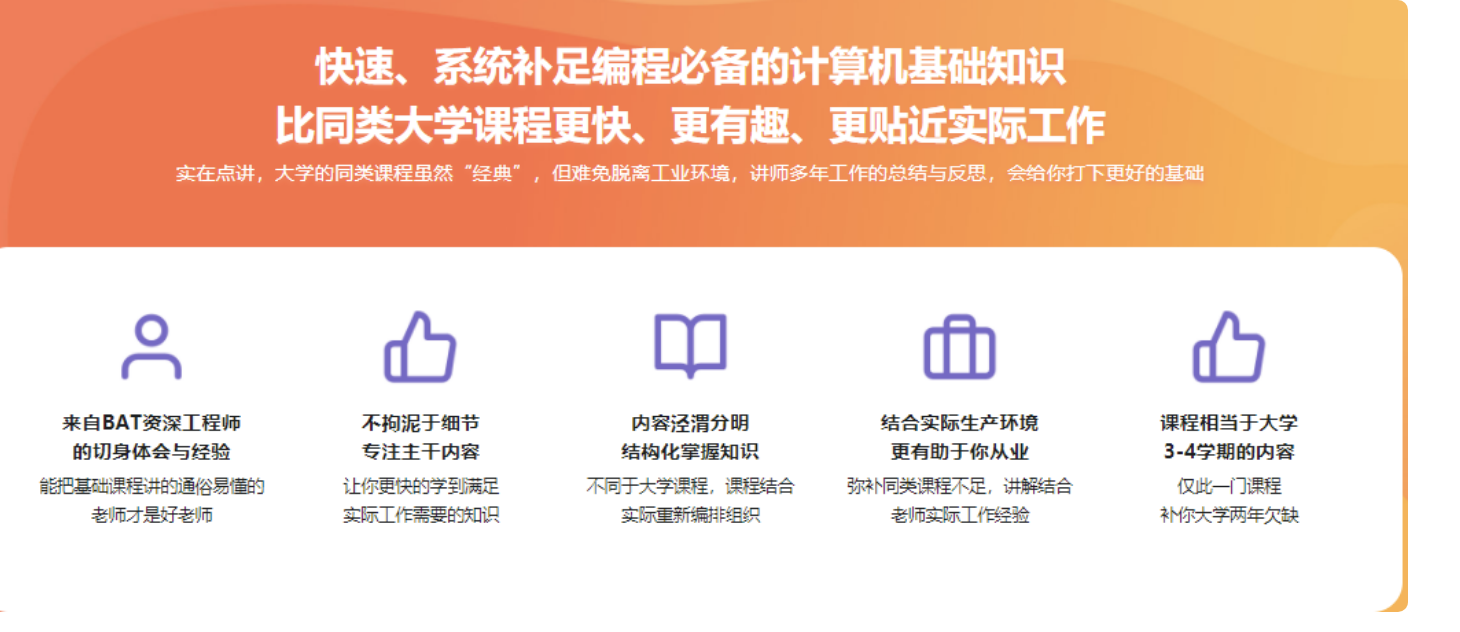 快速、系统补足编程必备的计算机基础知识
比同类大学课程更快、更有趣、更贴近实际工作
实在点讲，大学的同类课程虽然“经典”，但难免脱离工业环境，讲师多年工作的总结与反思，会给你打下更好的基础
来自BAT资深工程师
的切身体会与经验
能把基础课程讲的通俗易懂的
老师才是好老师
不拘泥于细节
专注主干内容
让你更快的学到满足
实际工作需要的知识
内容泾渭分明
结构化掌握知识
不同于大学课程，课程结合
实际重新编排组织
结合实际生产环境
更有助于你从业
弥补同类课程不足，讲解结合
老师实际工作经验
课程相当于大学
3-4学期的内容
仅此一门课程
补你大学两年欠缺